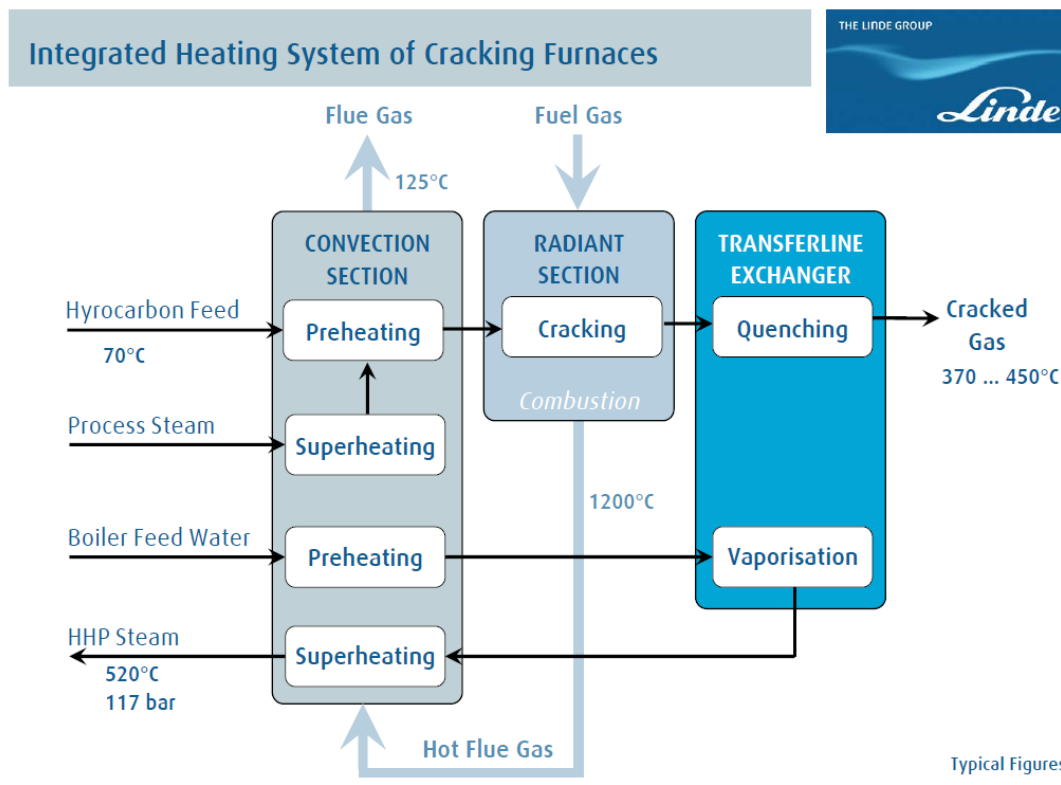 Integrated Heating System of Cracking Furnaces
THE LINDE GROUP
Linde
Flue Gas
Fuel Gas
125°C
CONVECTION
SECTION
RADIANT
SECTION
TRANSFERLINE
EXCHANGER
Hyrocarbon Feed
70°C
Preheating
Cracking
Quenching
Cracked
Gas
370 ... 450°C
Combustion
Process Steam
Superheating
1200°C
Boiler Feed Water
Preheating
Vaporisation
HHP Steam
520°C
117 bar
Superheating
Hot Flue Gas
Typical Figures